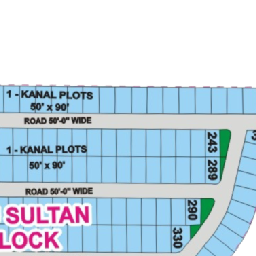 1 - KANAL PLOTS
50' x 90'
ROAD 50'-0" WIDE
1 - KANAL PLOTS
50' x 90'
243
289
ROAD 50'-0" WIDE
290
330
SULTAN
LOCK